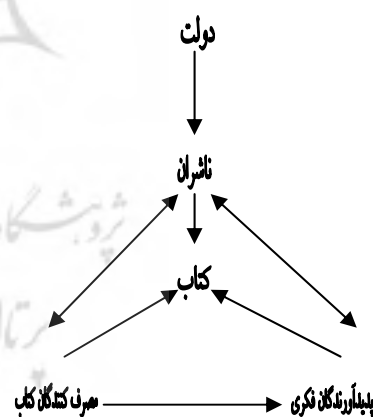 دولت
ناشران
کتاب
پدیدآورندگان فکری
مصرف کنندگان کتاب